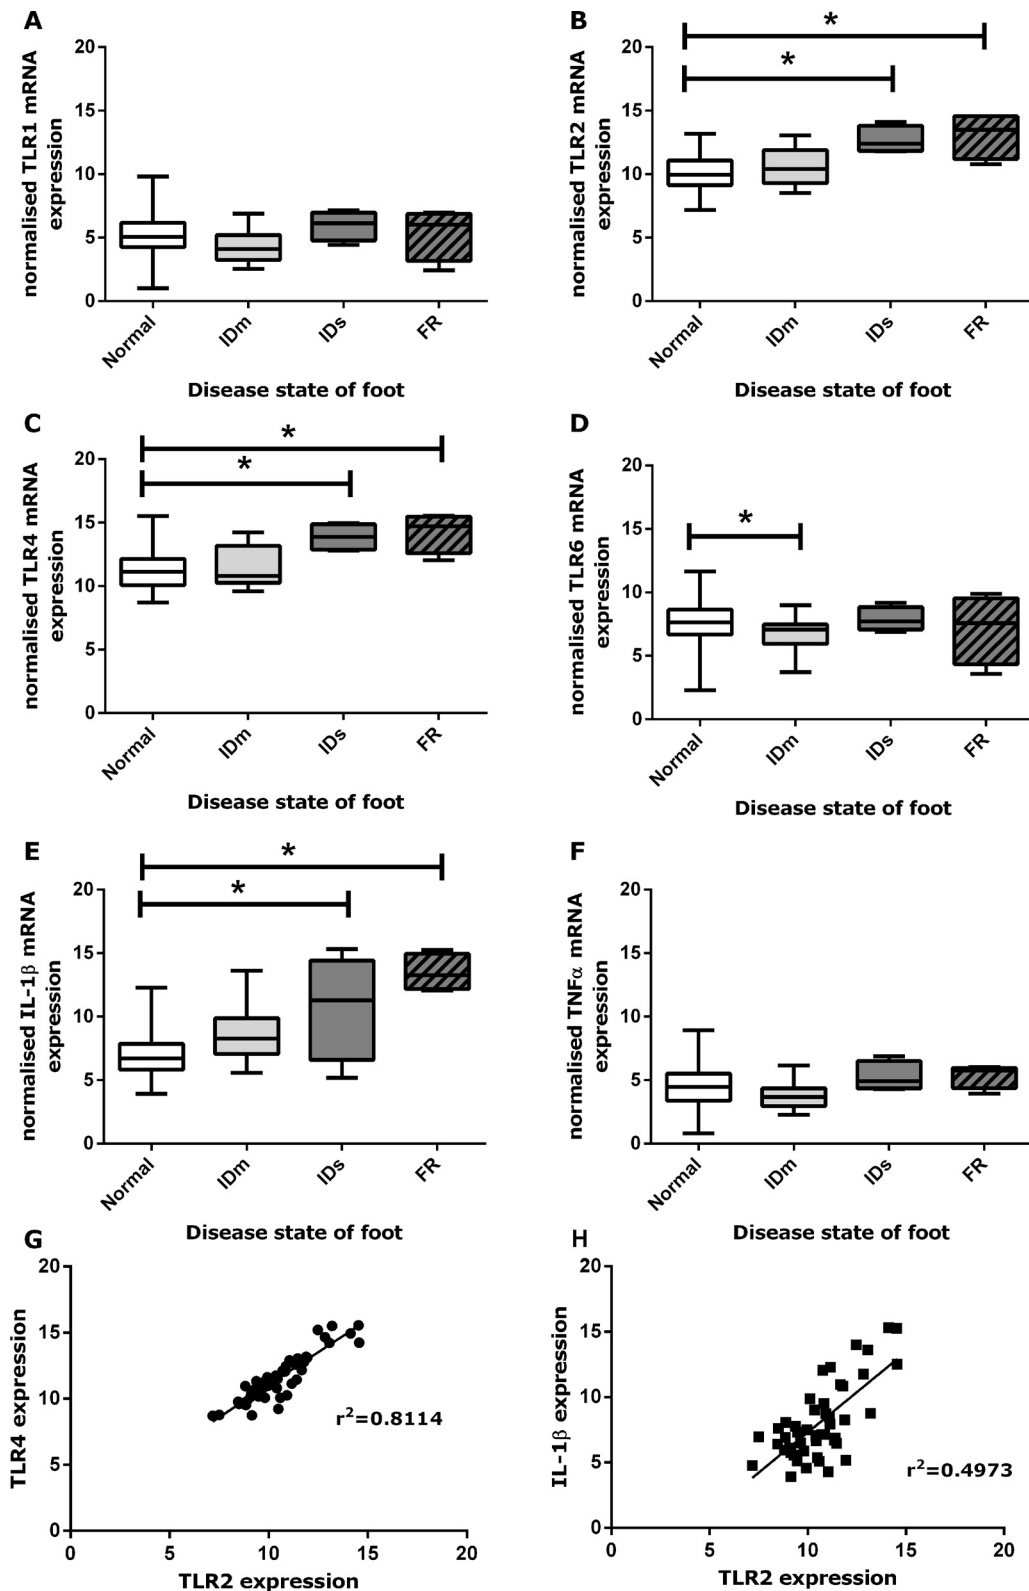 A
normalised TLR1 mRNA
expression
20
15
10
5
0
Normal
IDm
IDs
FR
Disease state of foot
B
normalised TLR2 mRNA
expression
*
*
20
15
10
5
0
Normal
IDm
IDs
FR
Disease state of foot
C
normalised TLR4 mRNA
expression
*
*
20
15
10
5
0
Normal
IDm
IDs
FR
Disease state of foot
D
normalised TLR6 mRNA
expression
*
20
15
10
5
0
Normal
IDm
IDs
FR
Disease state of foot
E
normalised IL-1β mRNA
expression
*
*
20
15
10
5
0
Normal
IDm
IDs
FR
Disease state of foot
F
normalised TNFα mRNA
expression
20
15
10
5
0
Normal
IDm
IDs
FR
Disease state of foot
G
TLR4 expression
20
15
10
5
0
r²=0.8114
0 5 10 15 20
TLR2 expression
H
IL-1β expression
20
15
10
5
0
r²=0.4973
0 5 10 15 20
TLR2 expression